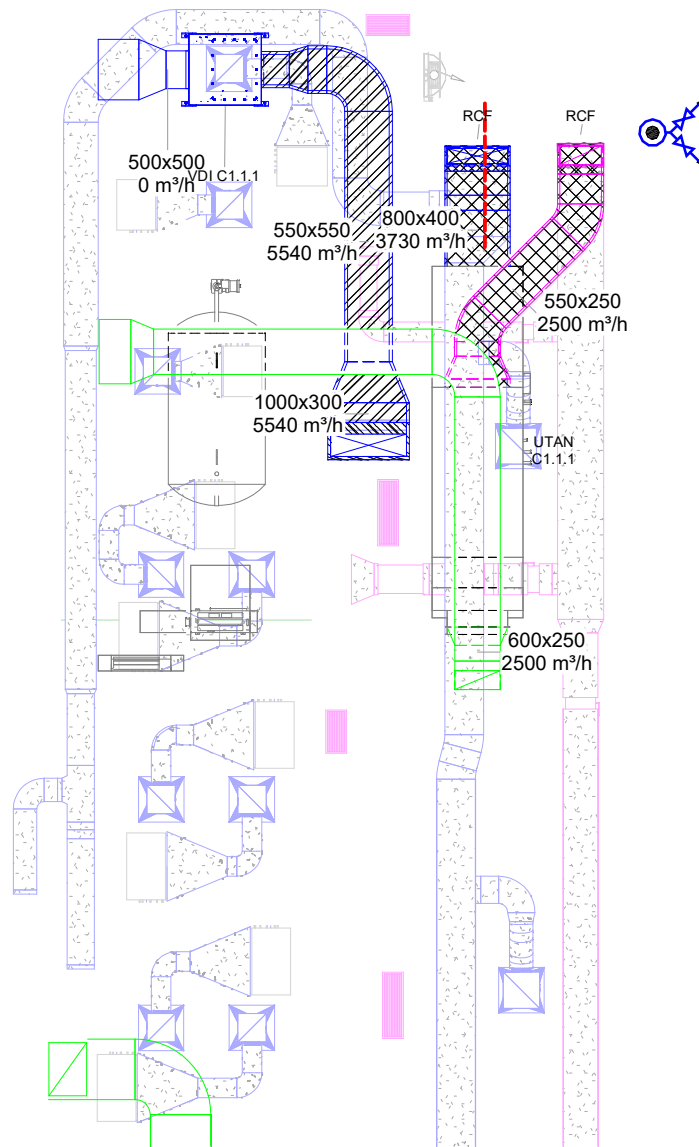 RCF
RCF
500x500
0 m³/h
VDI C1.1.1
550x550
5540 m³/h
800x400
3730 m³/h
550x250
2500 m³/h
1000x300
5540 m³/h
UTAN
C1.1.1
600x250
2500 m³/h